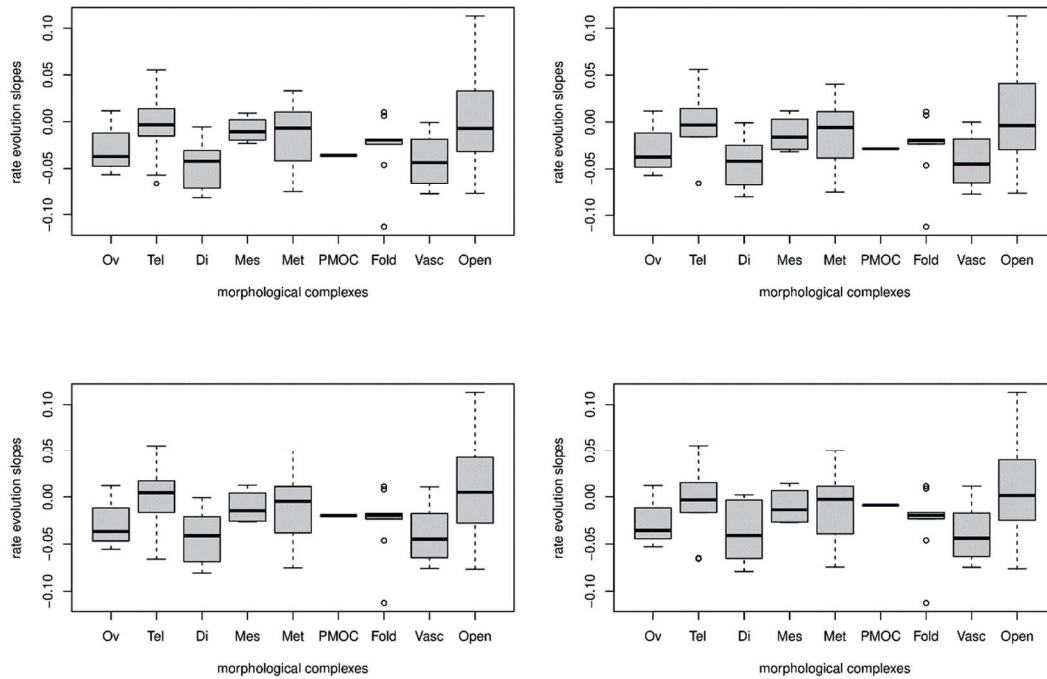 rate evolution slopes
0.10
0.05
0.00
−0.05
−0.10
Ov Tel Di Mes Met PMOC Fold Vasc Open
morphological complexes
rate evolution slopes
0.10
0.05
0.00
−0.05
−0.10
Ov Tel Di Mes Met PMOC Fold Vasc Open
morphological complexes
rate evolution slopes
0.10
0.05
0.00
−0.05
−0.10
Ov Tel Di Mes Met PMOC Fold Vasc Open
morphological complexes
rate evolution slopes
0.10
0.05
0.00
−0.05
−0.10
Ov Tel Di Mes Met PMOC Fold Vasc Open
morphological complexes